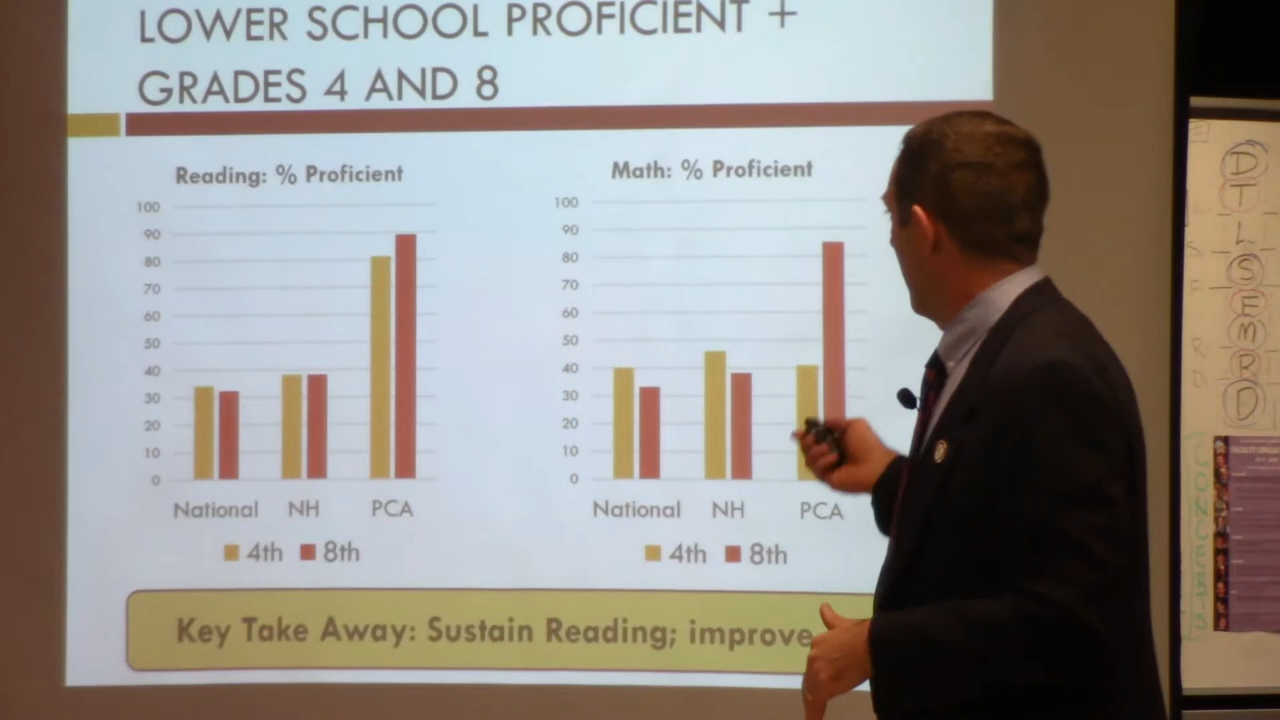 LOWER SCHOOL PROFICIENT +
GRADES 4 AND 8
Reading: % Proficient
100
90
80
70
60
50
40
30
20
10
0
National NH PCA
4th 8th
Math: % Proficient
100
90
80
70
60
50
40
30
20
10
0
National NH PCA
4th 8th
Key Take Away: Sustain Reading; improve
D
T
L
S
E
M
R
D
CONCEPTS